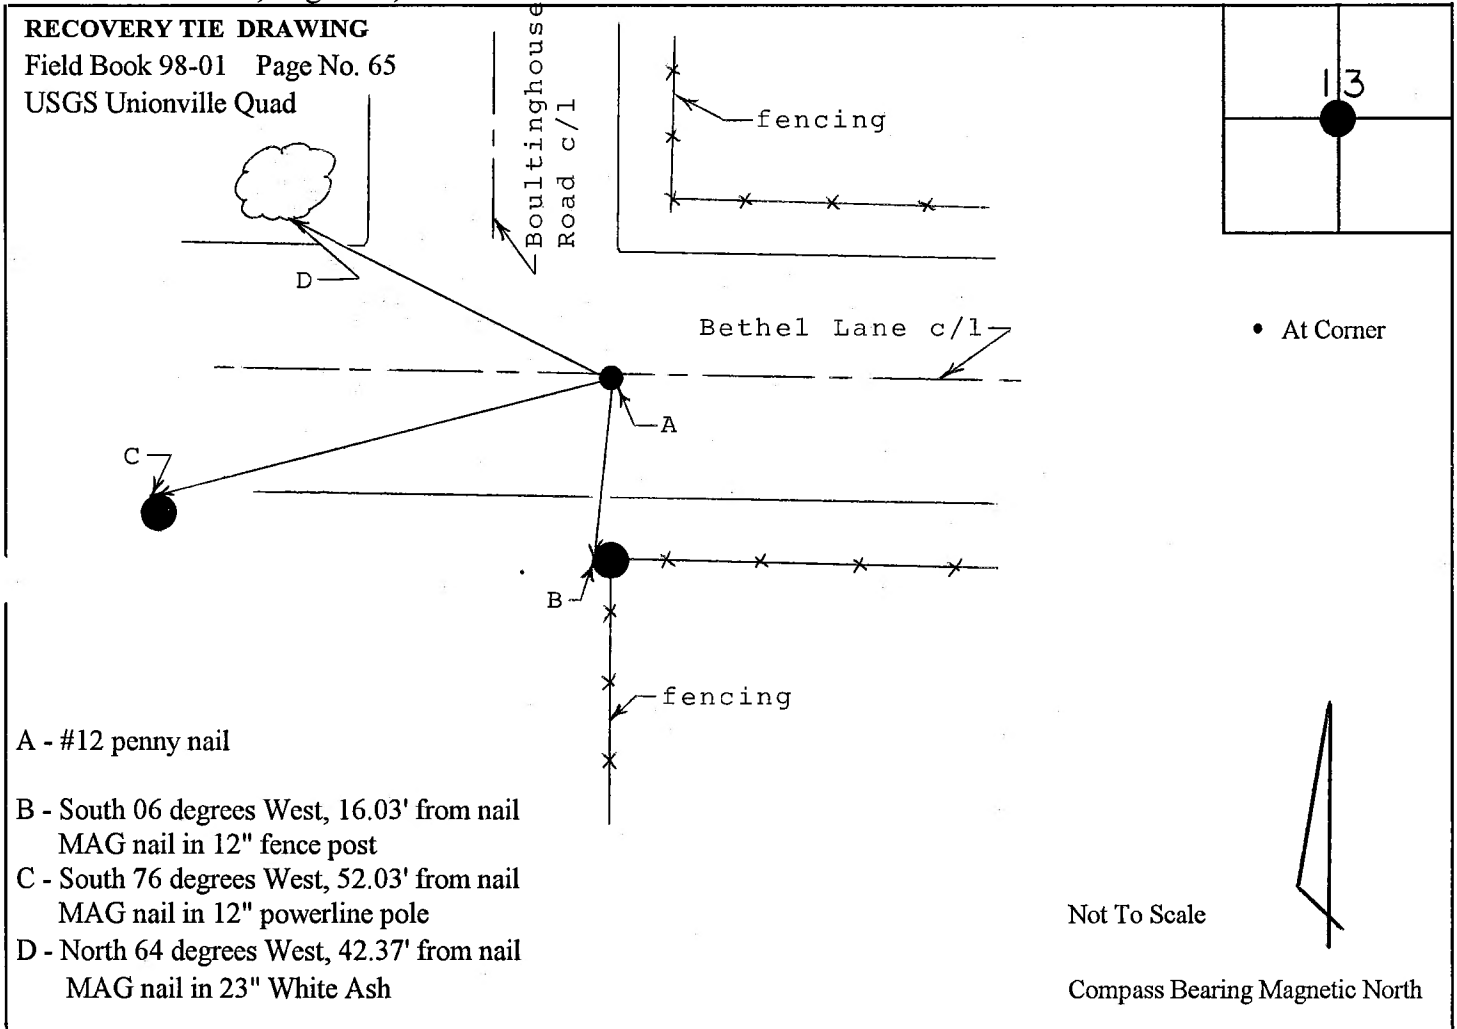 RECOVERY TIE DRAWING
Field Book 98-01 Page No. 65
USGS Unionville Quad
Boultinghouse
Road c/l
fencing
13
D
Bethel Lane c/l
• At Corner
A
C
B
fencing
A - #12 penny nail
B - South 06 degrees West, 16.03' from nail
MAG nail in 12" fence post
C - South 76 degrees West, 52.03' from nail
MAG nail in 12" powerline pole
D - North 64 degrees West, 42.37' from nail
MAG nail in 23" White Ash
Not To Scale
Compass Bearing Magnetic North